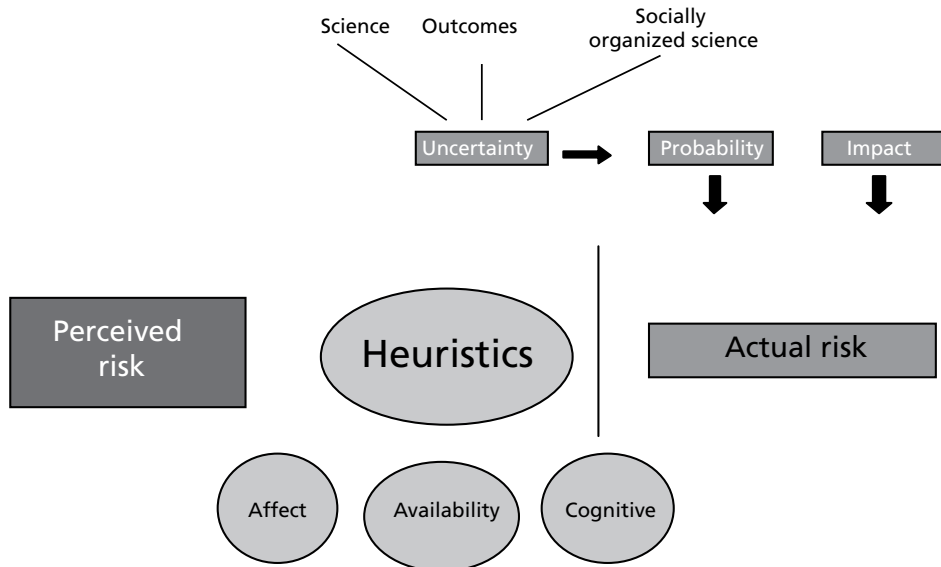 Science
Outcomes
Socially
organized science
Uncertainty
Probability
Impact
Perceived
risk
Heuristics
Actual risk
Affect
Availability
Cognitive